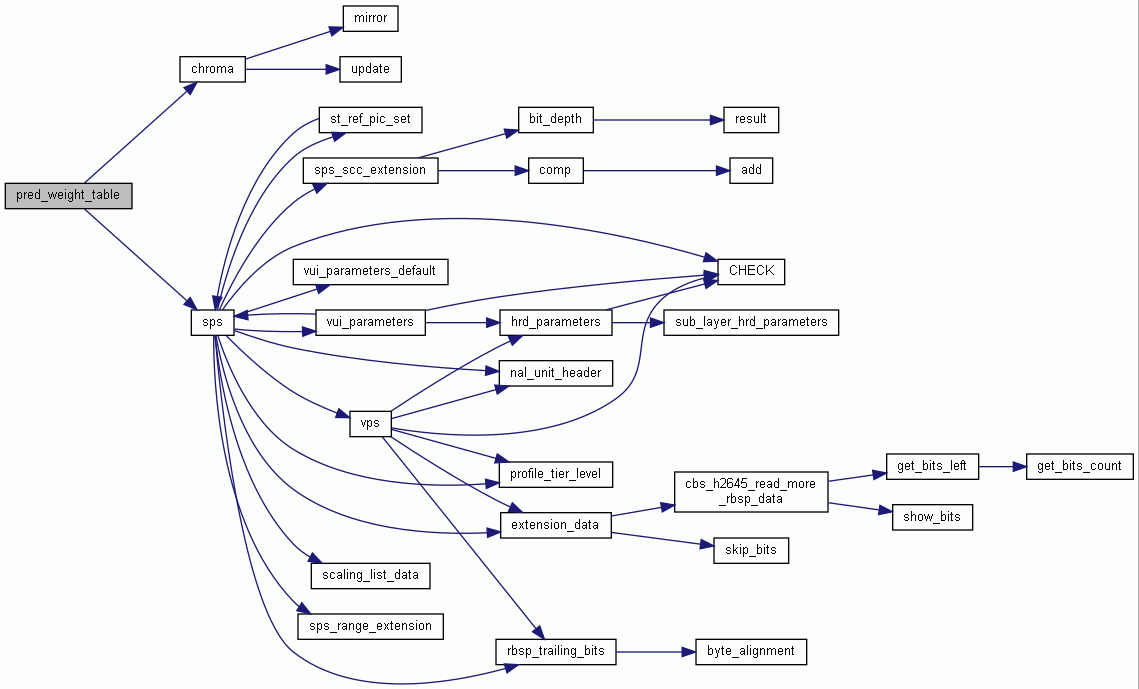 mirror
chroma
update
st_ref_pic_set
bit_depth
result
sps_scc_extension
comp
add
pred_weight_table
vui_parameters_default
CHECK
sps
vui_parameters
hrd_parameters
sub_layer_hrd_parameters
nal_unit_header
vps
profile_tier_level
cbs_h2645_read_more
_rbsp_data
get_bits_left
get_bits_count
extension_data
show_bits
skip_bits
scaling_list_data
sps_range_extension
rbsp_trailing_bits
byte_alignment